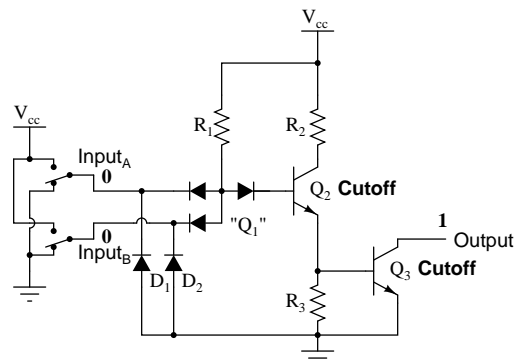 Vcc
Vcc
R1
R2
InputA
0
Q2 Cutoff
"Q1"
0
InputB
1
Output
Q3 Cutoff
D1
D2
R3